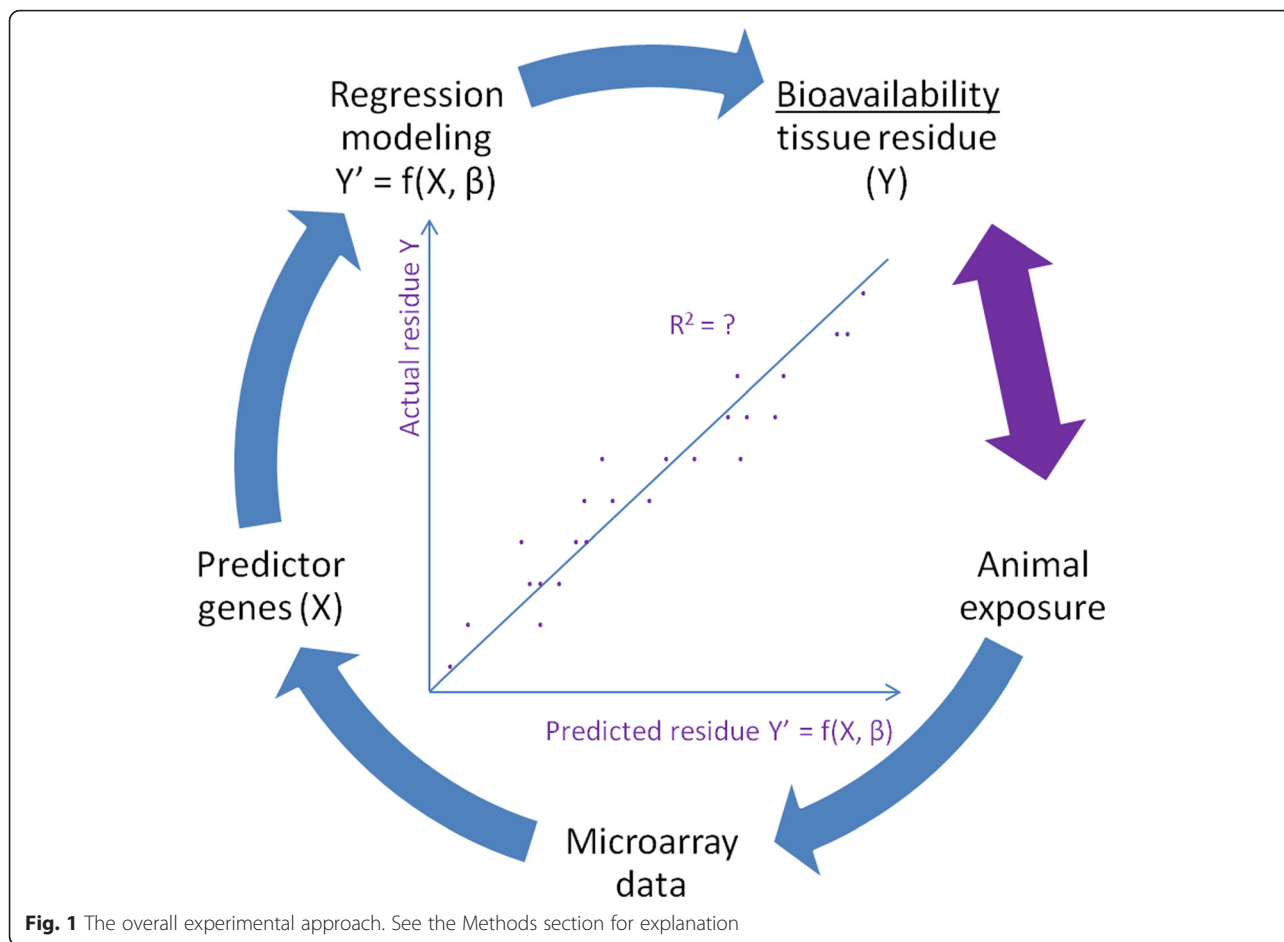 Regression
modeling
Y' = f(X, β)
Bioavailability
tissue residue
(Y)
Actual residue Y
R² = ?
Predictor
genes (X)
Animal
exposure
Predicted residue Y' = f(X, β)
Microarray
data
Fig. 1 The overall experimental approach. See the Methods section for explanation